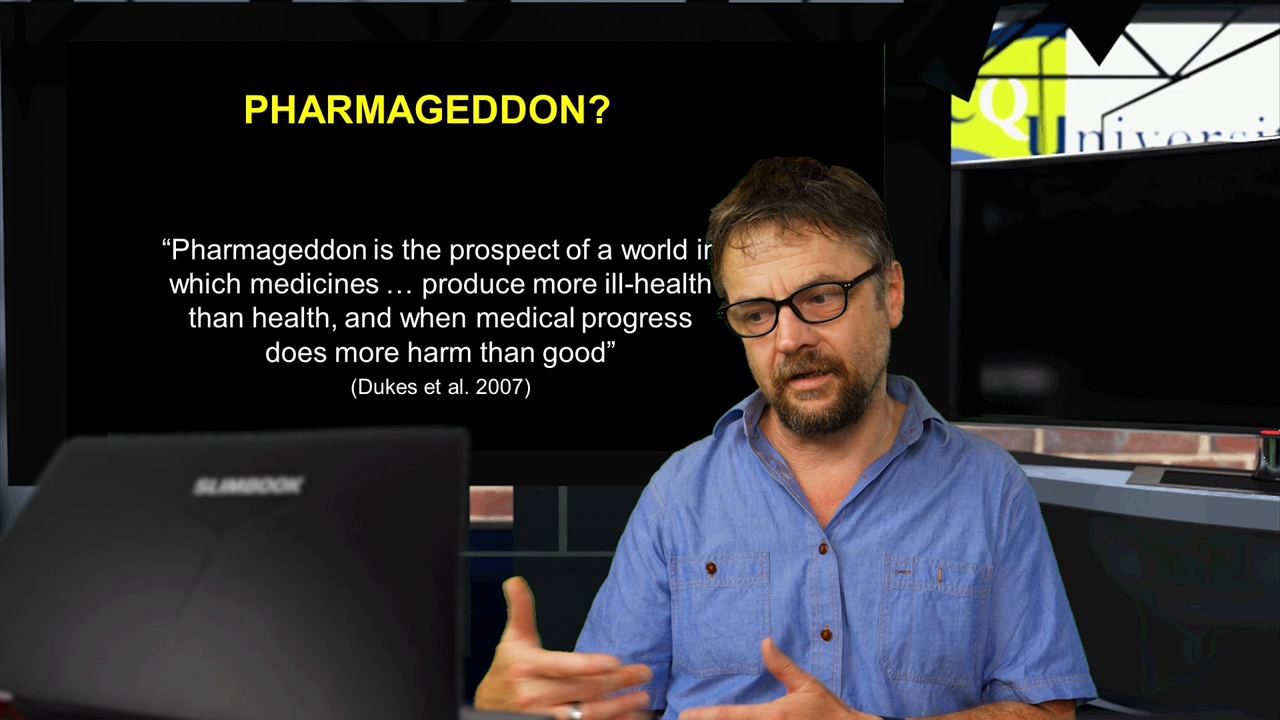 PHARMAGEDDON?
“Pharmageddon is the prospect of a world
which medicines … produce more ill-health
than health, and when medical progress
does more harm than good”
(Dukes et al. 2007)
CQ
SLIMBOOK